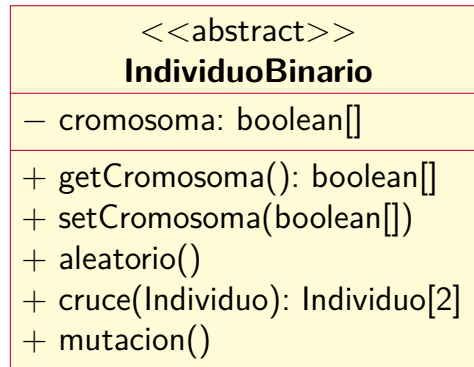 <<abstract>>
IndividuoBinario
− cromosoma: boolean[]
+ getCromosoma(): boolean[]
+ setCromosoma(boolean[])
+ aleatorio()
+ cruce(Individuo): Individuo[2]
+ mutacion()